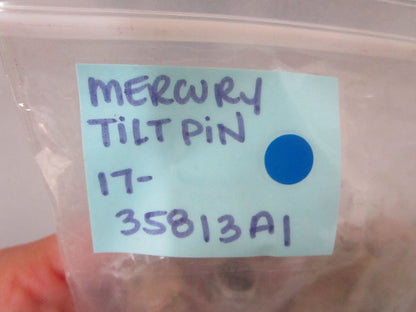 MERCURY
TiLT PiN
17-
35813A1